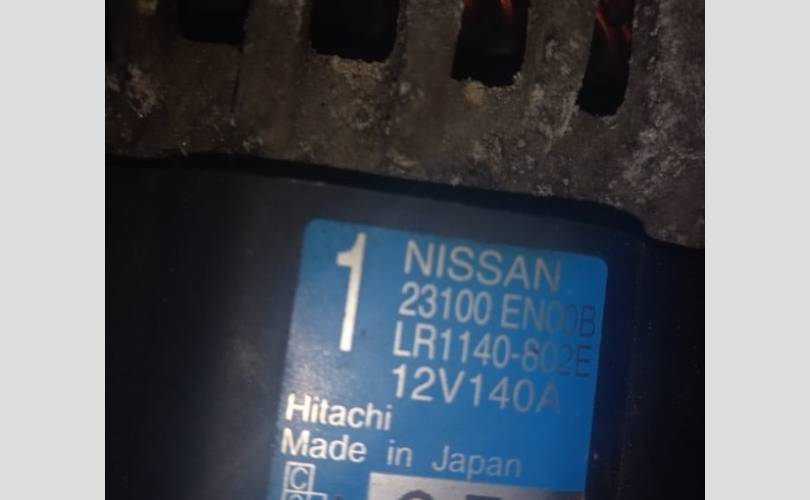 1
NISSAN
23100 EN00B
LR1140-802E
12V140A
Hitachi
Made in Japan
C